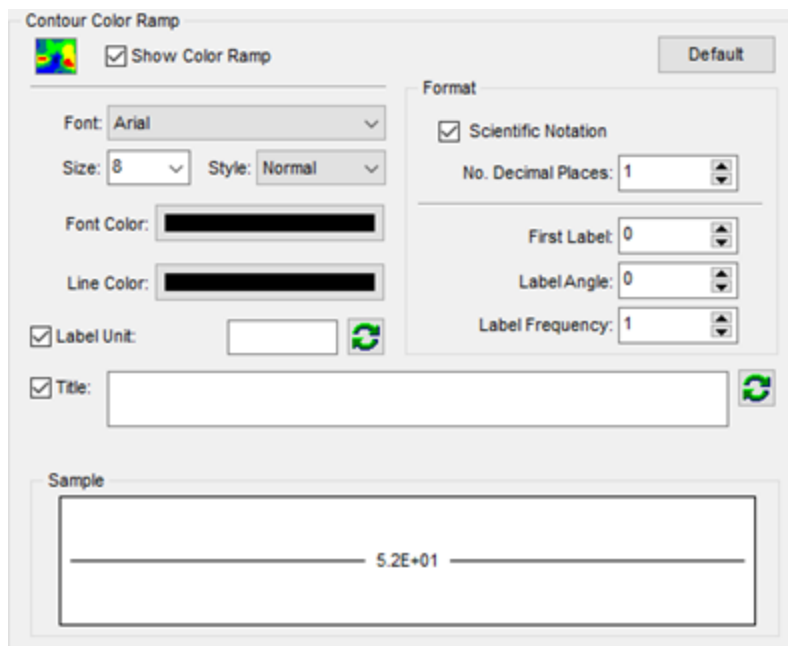 Contour Color Ramp
Show Color Ramp
Default
Font: Arial
Size: 8 Style: Normal
Font Color:
Line Color:
Label Unit:
Format
Scientific Notation
No. Decimal Places: 1
First Label: 0
Label Angle: 0
Label Frequency: 1
Title:
Sample
5.2E+01